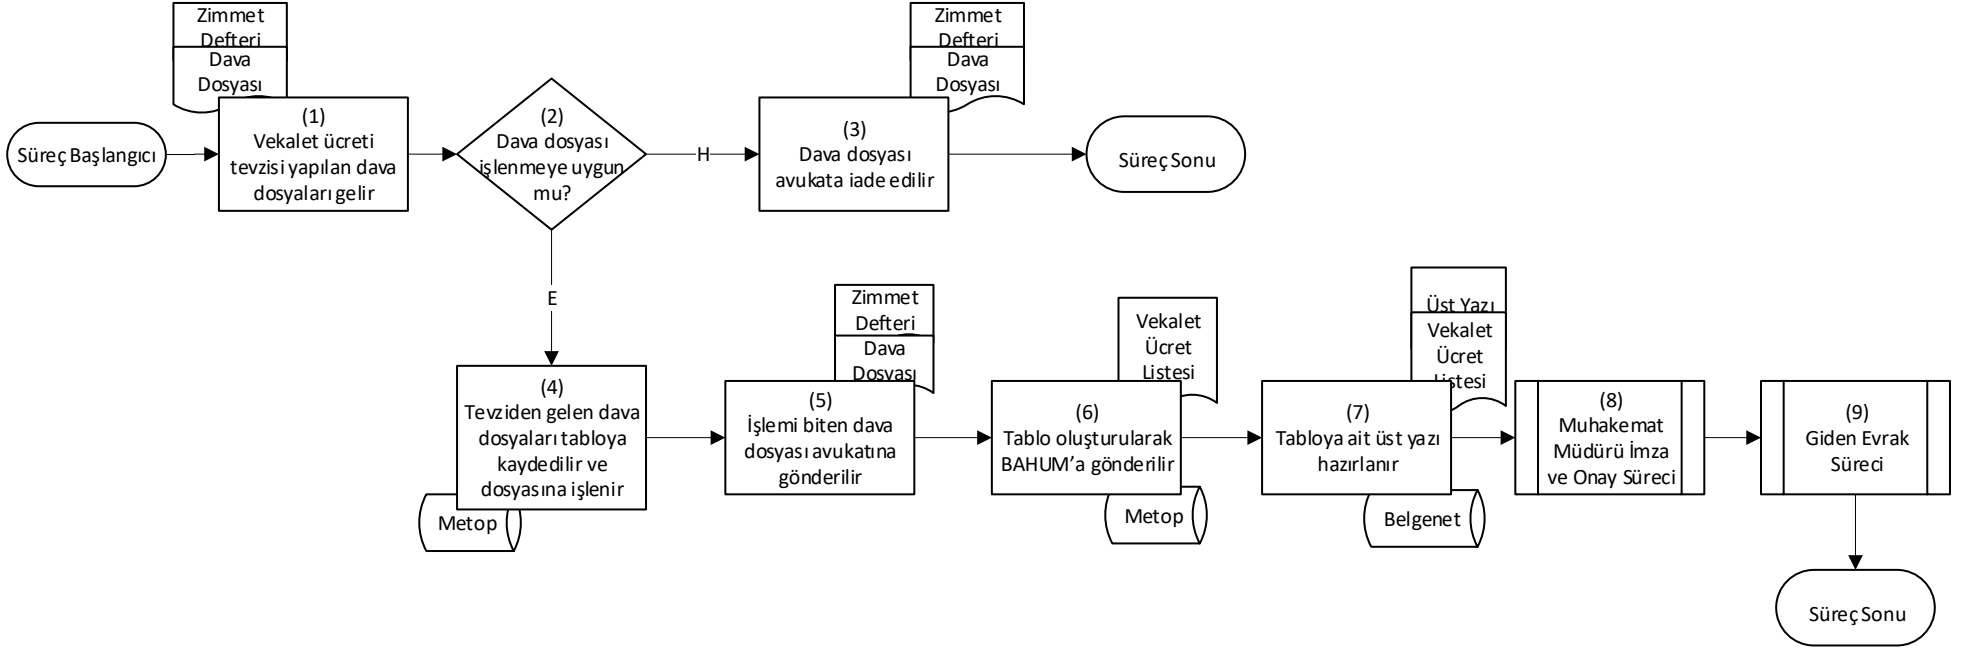 Zimmet
Defteri
Dava
Dosyası
Süreç Başlangıcı
(1)
Vekalet ücreti
tevzisi yapılan dava
dosyaları gelir
(2)
Dava dosyası
işlenmeye uygun
mu?
H
Zimmet
Defteri
Dava
Dosyası
(3)
Dava dosyası
avukata iade edilir
Süreç Sonu
E
(4)
Tevziden gelen dava
dosyaları tabloya
kaydedilir ve
dosyasına işlenir
Metop
Zimmet
Defteri
Dava
Dosyası
(5)
İşlemi biten dava
dosyası avukatına
gönderilir
Vekalet
Ücret
Listesi
(6)
Tablo oluşturularak
BAHUM’a gönderilir
Metop
Üst Yazı
Vekalet
Ücret
Listesi
(7)
Tabloya ait üst yazı
hazırlanır
Belgenet
(8)
Muhakemat
Müdürü İmza
ve Onay Süreci
(9)
Giden Evrak
Süreci
Süreç Sonu